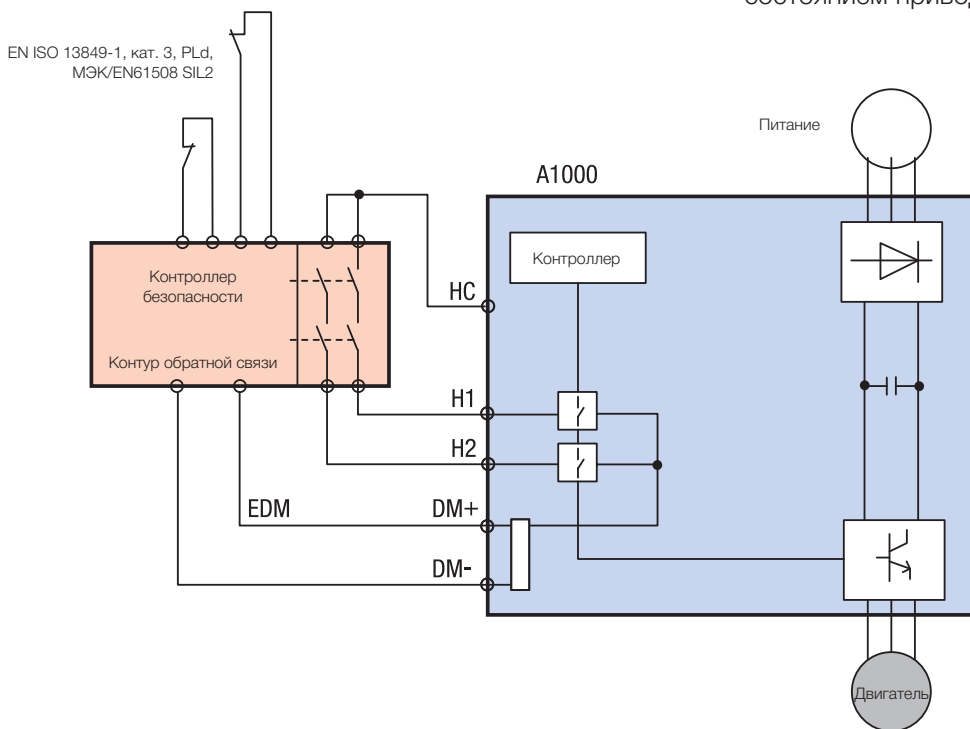 EN ISO 13849-1, кат. 3, PLd,
МЭК/EN61508 SIL2
Питание
A1000
Контроллер
безопасности
Контур обратной связи
Контроллер
HC
H1
H2
EDM
DM+
DM-
Двигатель